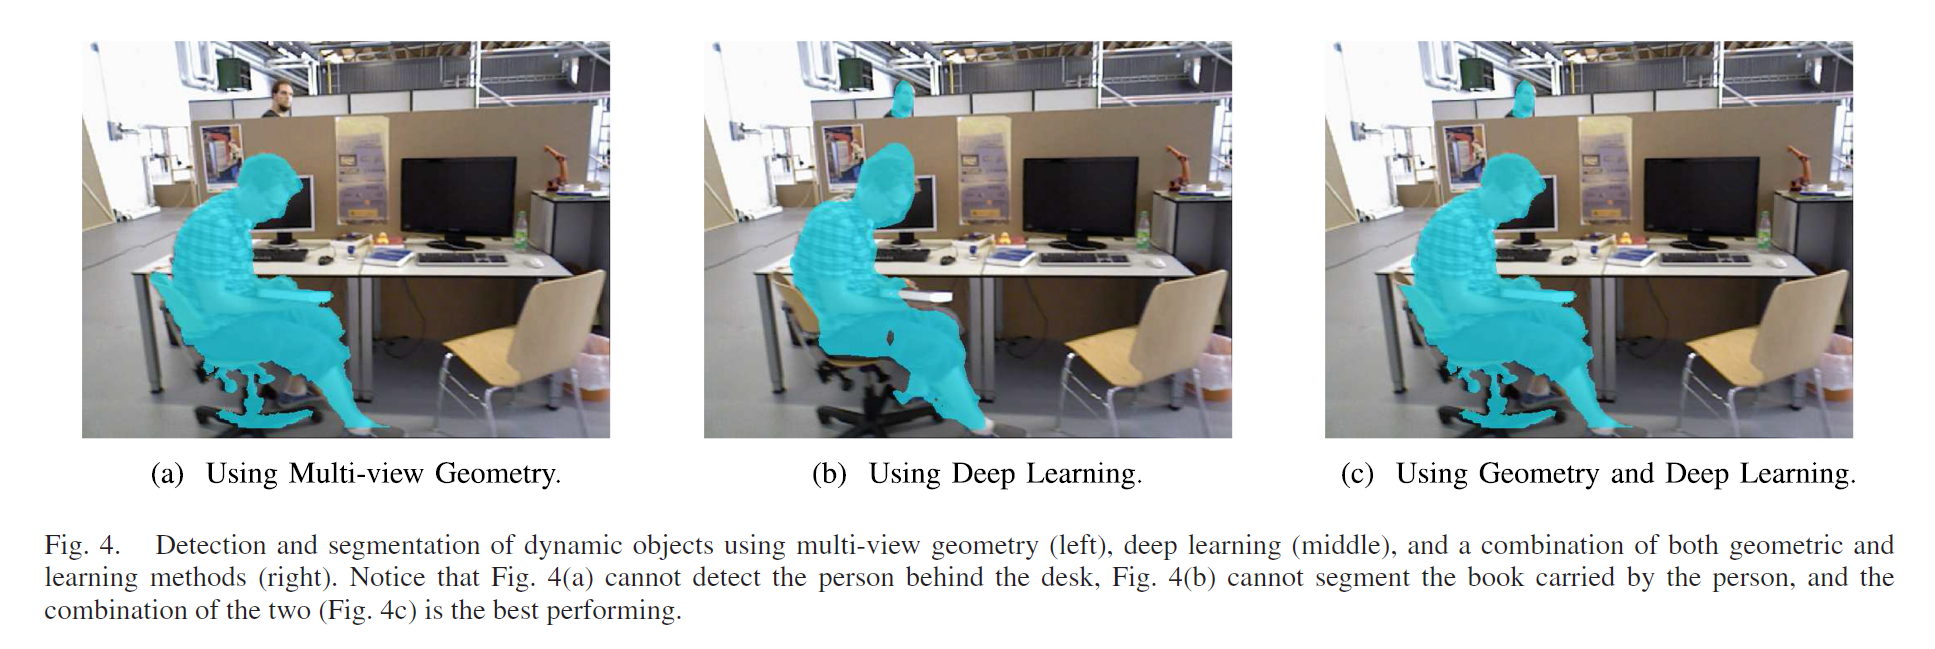 (a) Using Multi-view Geometry.
(b) Using Deep Learning.
(c) Using Geometry and Deep Learning.
Fig. 4. Detection and segmentation of dynamic objects using multi-view geometry (left), deep learning (middle), and a combination of both geometric and
learning methods (right). Notice that Fig. 4(a) cannot detect the person behind the desk, Fig. 4(b) cannot segment the book carried by the person, and the
combination of the two (Fig. 4c) is the best performing.